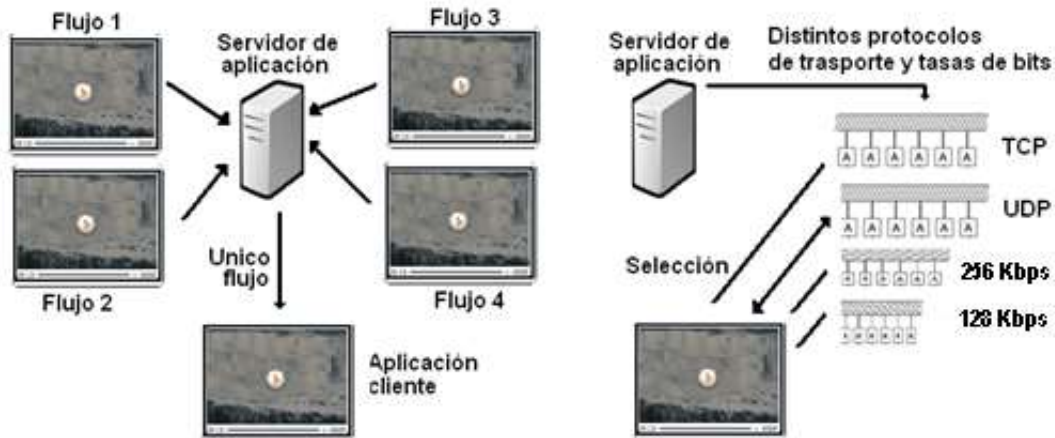 Flujo 1
Servidor de
aplicación
Flujo 3
Flujo 2
Unico
flujo
Flujo 4
Aplicación
cliente
Servidor de
aplicación
Distintos protocolos
de trasporte y tasas de bits
A A A A A A
TCP
A A A A A A
UDP
Selección
256 Kbps
128 Kbps